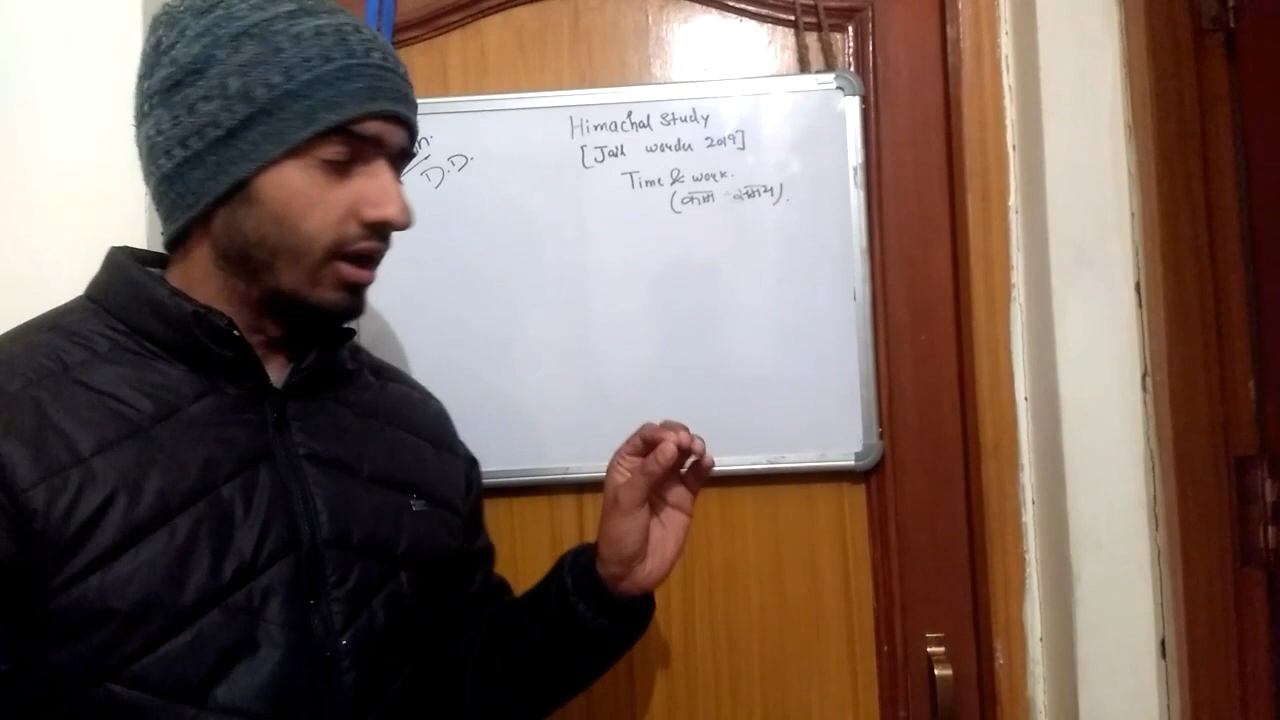 Himachal Study
[Jail warder 2019]
Time & work.
(काम - समय).
D.D.